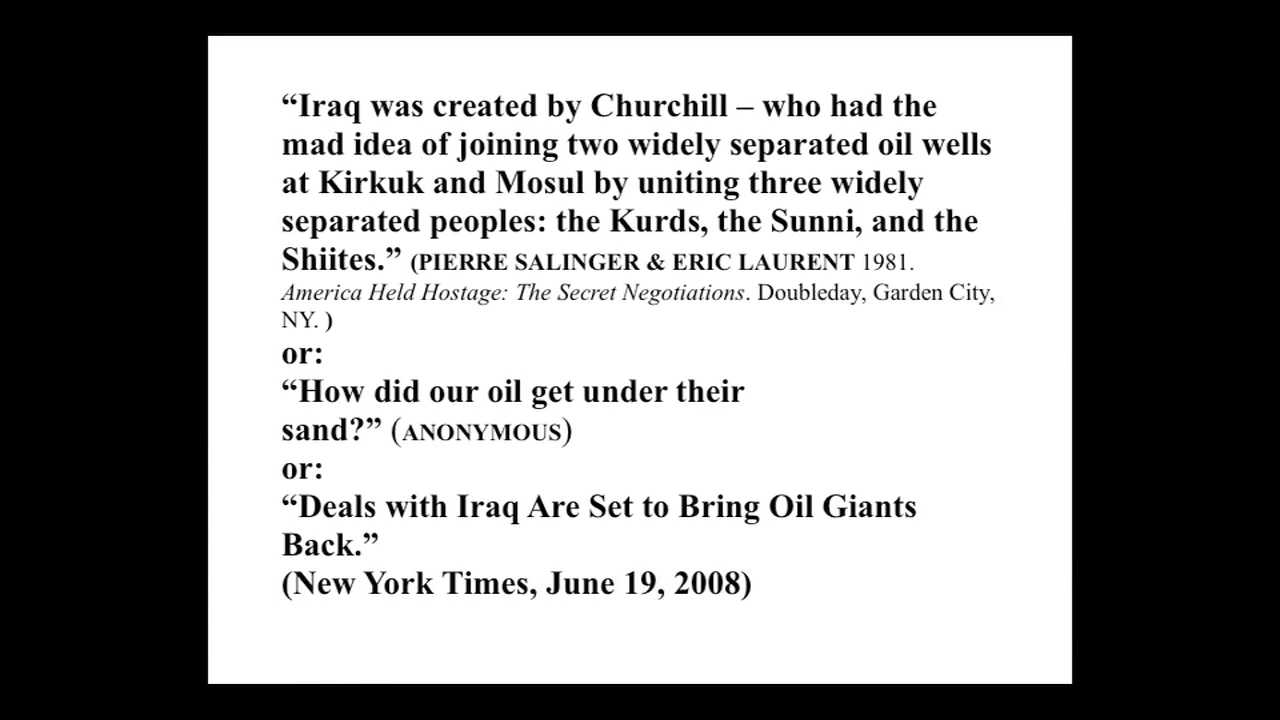 “Iraq was created by Churchill – who had the
mad idea of joining two widely separated oil wells
at Kirkuk and Mosul by uniting three widely
separated peoples: the Kurds, the Sunni, and the
Shiites.” (PIERRE SALINGER & ERIC LAURENT 1981.
America Held Hostage: The Secret Negotiations. Doubleday, Garden City,
NY. )
or:
“How did our oil get under their
sand?” (ANONYMOUS)
or:
“Deals with Iraq Are Set to Bring Oil Giants
Back.”
(New York Times, June 19, 2008)